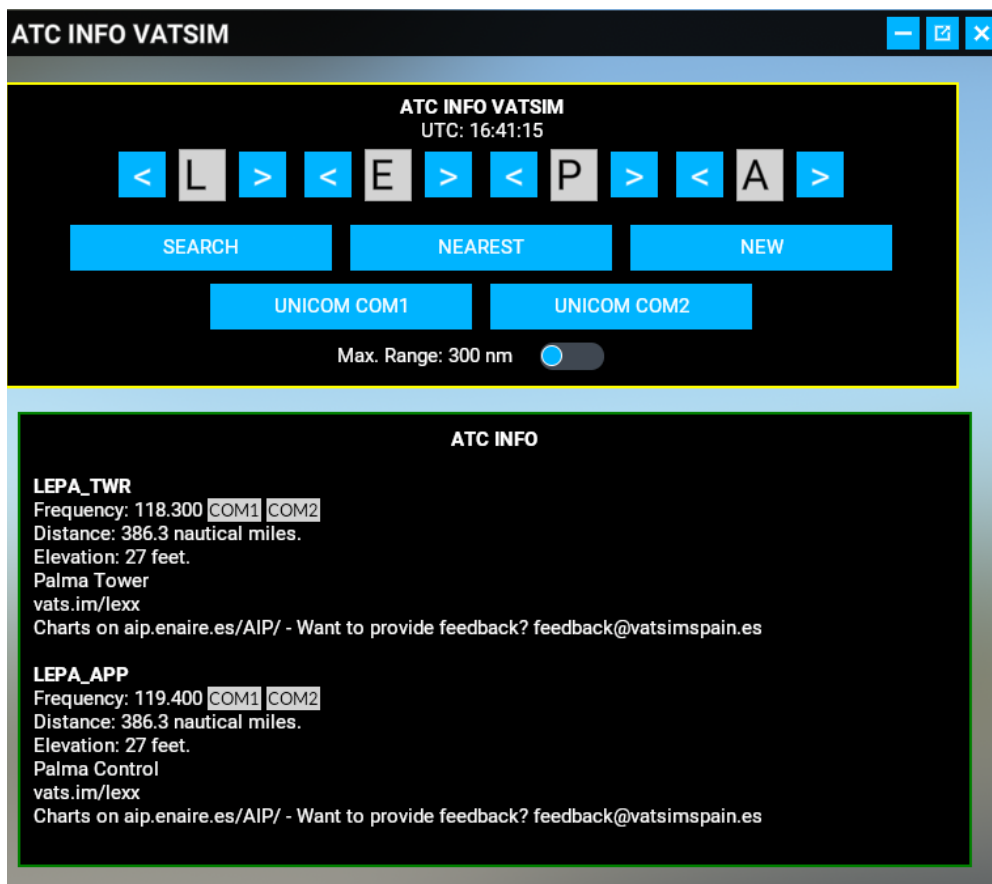 ATC INFO VATSIM
ATC INFO VATSIM
UTC: 16:41:15
< L > < E > < P > < A >
SEARCH NEAREST NEW
UNICOM COM1 UNICOM COM2
Max. Range: 300 nm
ATC INFO
LEPA_TWR
Frequency: 118.300 COM1 COM2
Distance: 386.3 nautical miles.
Elevation: 27 feet.
Palma Tower
vats.im/lexx
Charts on aip.enaire.es/AIP/ - Want to provide feedback? feedback@vatsimspain.es
LEPA_APP
Frequency: 119.400 COM1 COM2
Distance: 386.3 nautical miles.
Elevation: 27 feet.
Palma Control
vats.im/lexx
Charts on aip.enaire.es/AIP/ - Want to provide feedback? feedback@vatsimspain.es